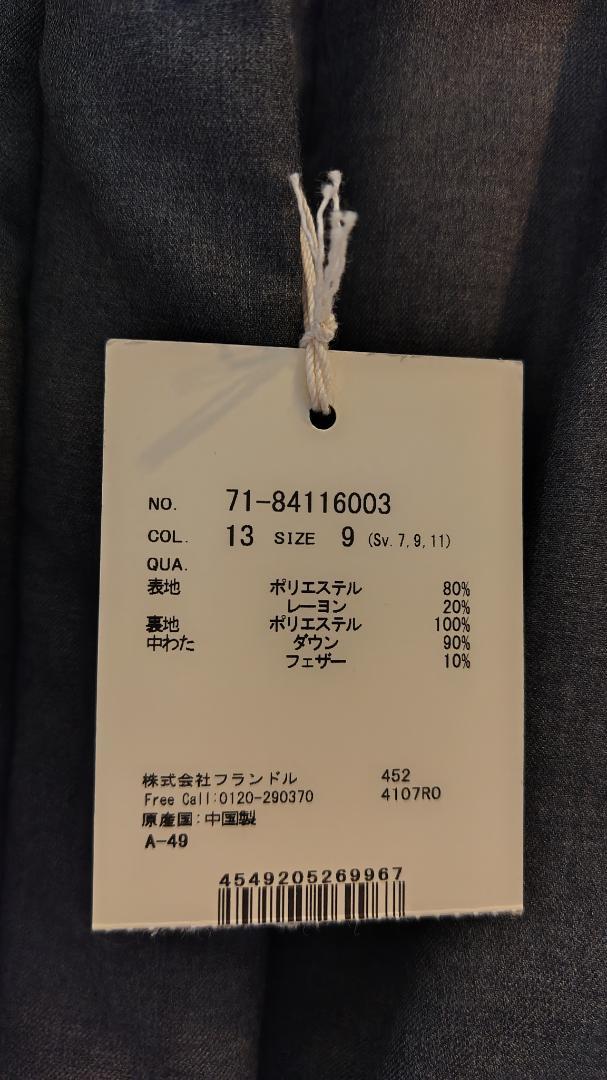 NO. 71-84116003
COL. 13 SIZE 9 (Sv. 7, 9, 11)
QUA.
表地 ポリエステル 80%
レーヨン 20%
裏地 ポリエステル 100%
中わた ダウン 90%
フェザー 10%
株式会社フランドル 452
Free Call:0120-290370 4107R0
原産国:中国製
A-49
4549205269967